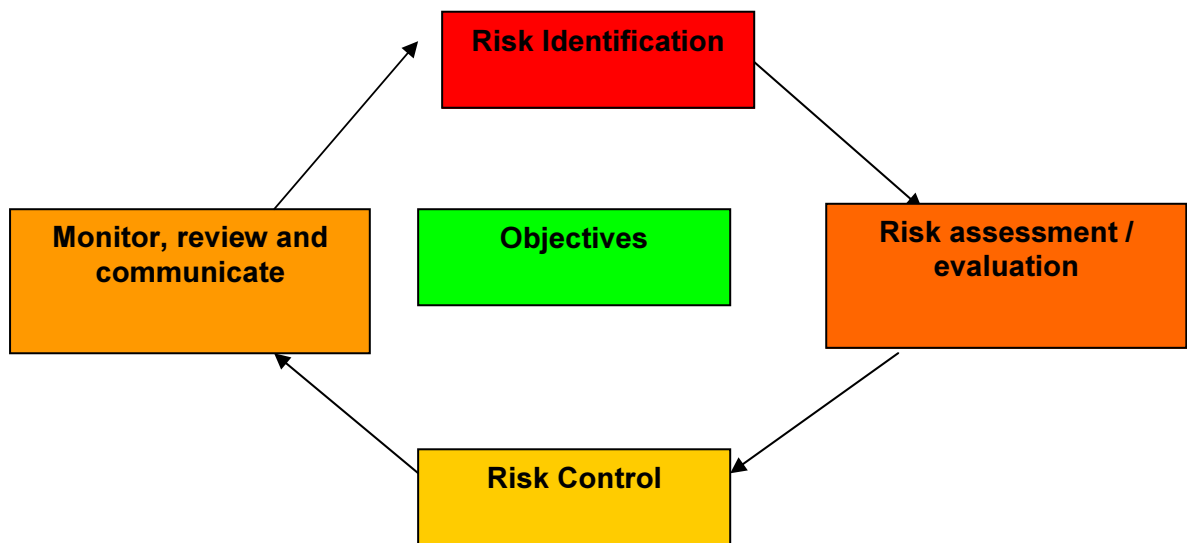 Risk Identification
Monitor, review and
communicate
Objectives
Risk assessment /
evaluation
Risk Control